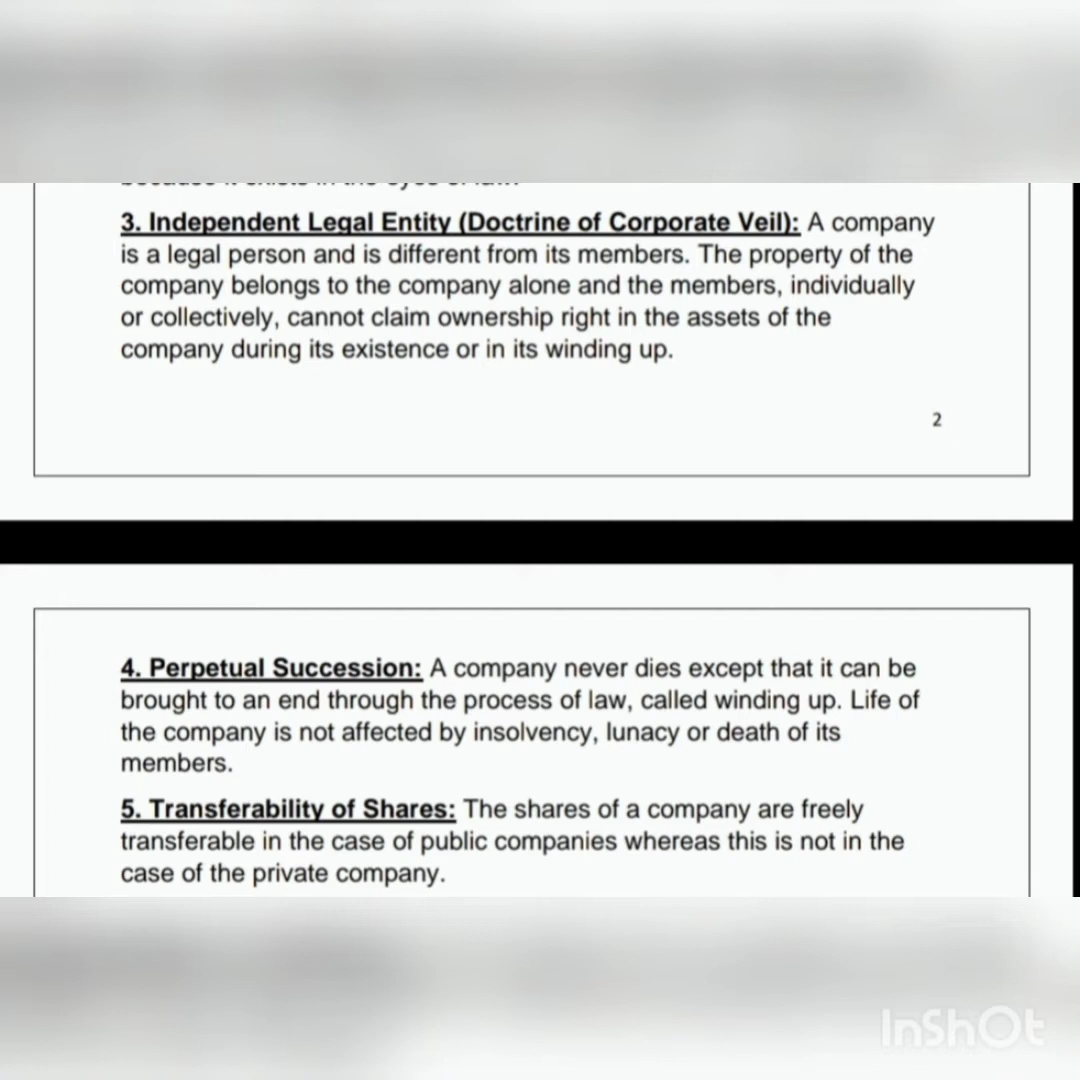 3. Independent Legal Entity (Doctrine of Corporate Veil): A company
is a legal person and is different from its members. The property of the
company belongs to the company alone and the members, individually
or collectively, cannot claim ownership right in the assets of the
company during its existence or in its winding up.
2
4. Perpetual Succession: A company never dies except that it can be
brought to an end through the process of law, called winding up. Life of
the company is not affected by insolvency, lunacy or death of its
members.
5. Transferability of Shares: The shares of a company are freely
transferable in the case of public companies whereas this is not in the
case of the private company.
InShOt